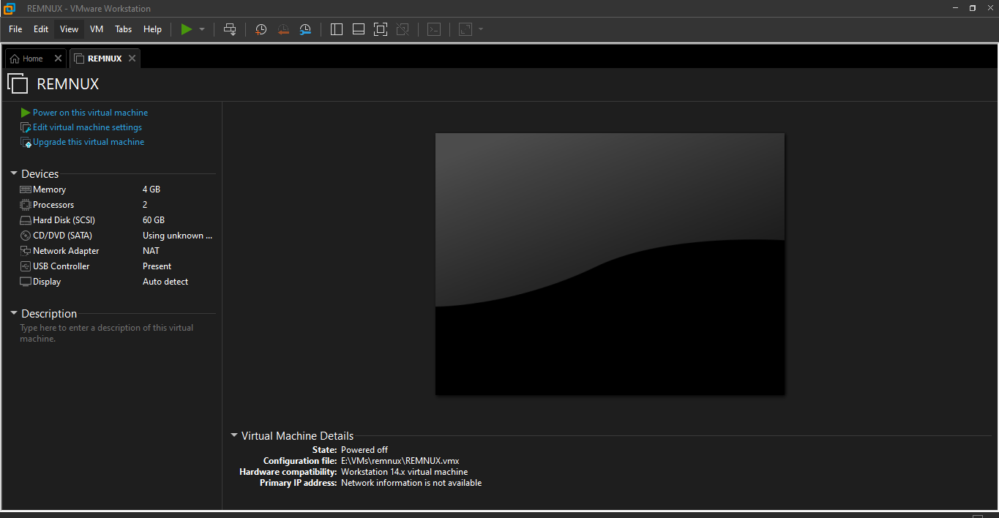 REMNUX - VMware Workstation
File Edit View VM Tabs Help
Home REMNUX
REMNUX
Power on this virtual machine
Edit virtual machine settings
Upgrade this virtual machine
Devices
Memory 4 GB
Processors 2
Hard Disk (SCSI) 60 GB
CD/DVD (SATA) Using unknown ...
Network Adapter NAT
USB Controller Present
Display Auto detect
Description
Type here to enter a description of this virtual
machine.
Virtual Machine Details
State: Powered off
Configuration file: E:\VMs\remnux\REMNUX.vmx
Hardware compatibility: Workstation 14.x virtual machine
Primary IP address: Network information is not available